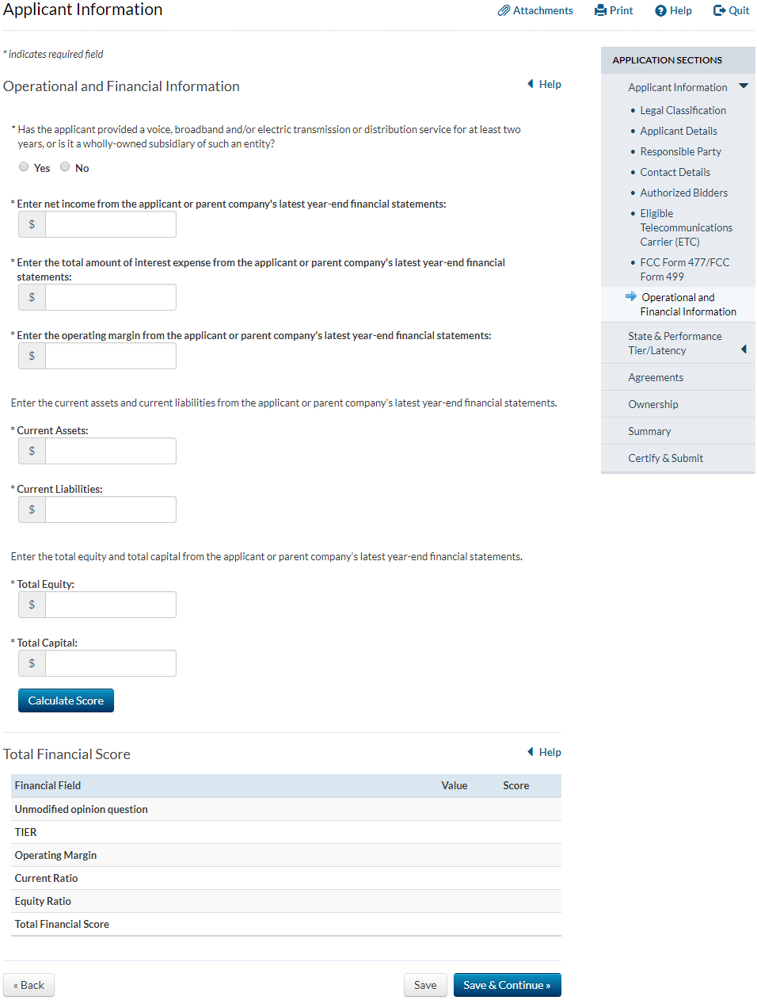 Applicant Information
Attachments Print Help Quit
* indicates required field
Operational and Financial Information
Help
* Has the applicant provided a voice, broadband and/or electric transmission or distribution service for at least two
years, or is it a wholly-owned subsidiary of such an entity?
Yes No
* Enter net income from the applicant or parent company's latest year-end financial statements:
$
* Enter the total amount of interest expense from the applicant or parent company's latest year-end financial
statements:
$
* Enter the operating margin from the applicant or parent company's latest year-end financial statements:
$
Enter the current assets and current liabilities from the applicant or parent company's latest year-end financial statements.
* Current Assets:
$
* Current Liabilities:
$
Enter the total equity and total capital from the applicant or parent company's latest year-end financial statements.
* Total Equity:
$
* Total Capital:
$
Calculate Score
Total Financial Score
Help
Financial Field Value Score
Unmodified opinion question
TIER
Operating Margin
Current Ratio
Equity Ratio
Total Financial Score
« Back
Save
Save & Continue »
APPLICATION SECTIONS
Applicant Information
• Legal Classification
• Applicant Details
• Responsible Party
• Contact Details
• Authorized Bidders
• Eligible
Telecommunications
Carrier (ETC)
• FCC Form 477/FCC
Form 499
Operational and
Financial Information
State & Performance
Tier/Latency
Agreements
Ownership
Summary
Certify & Submit